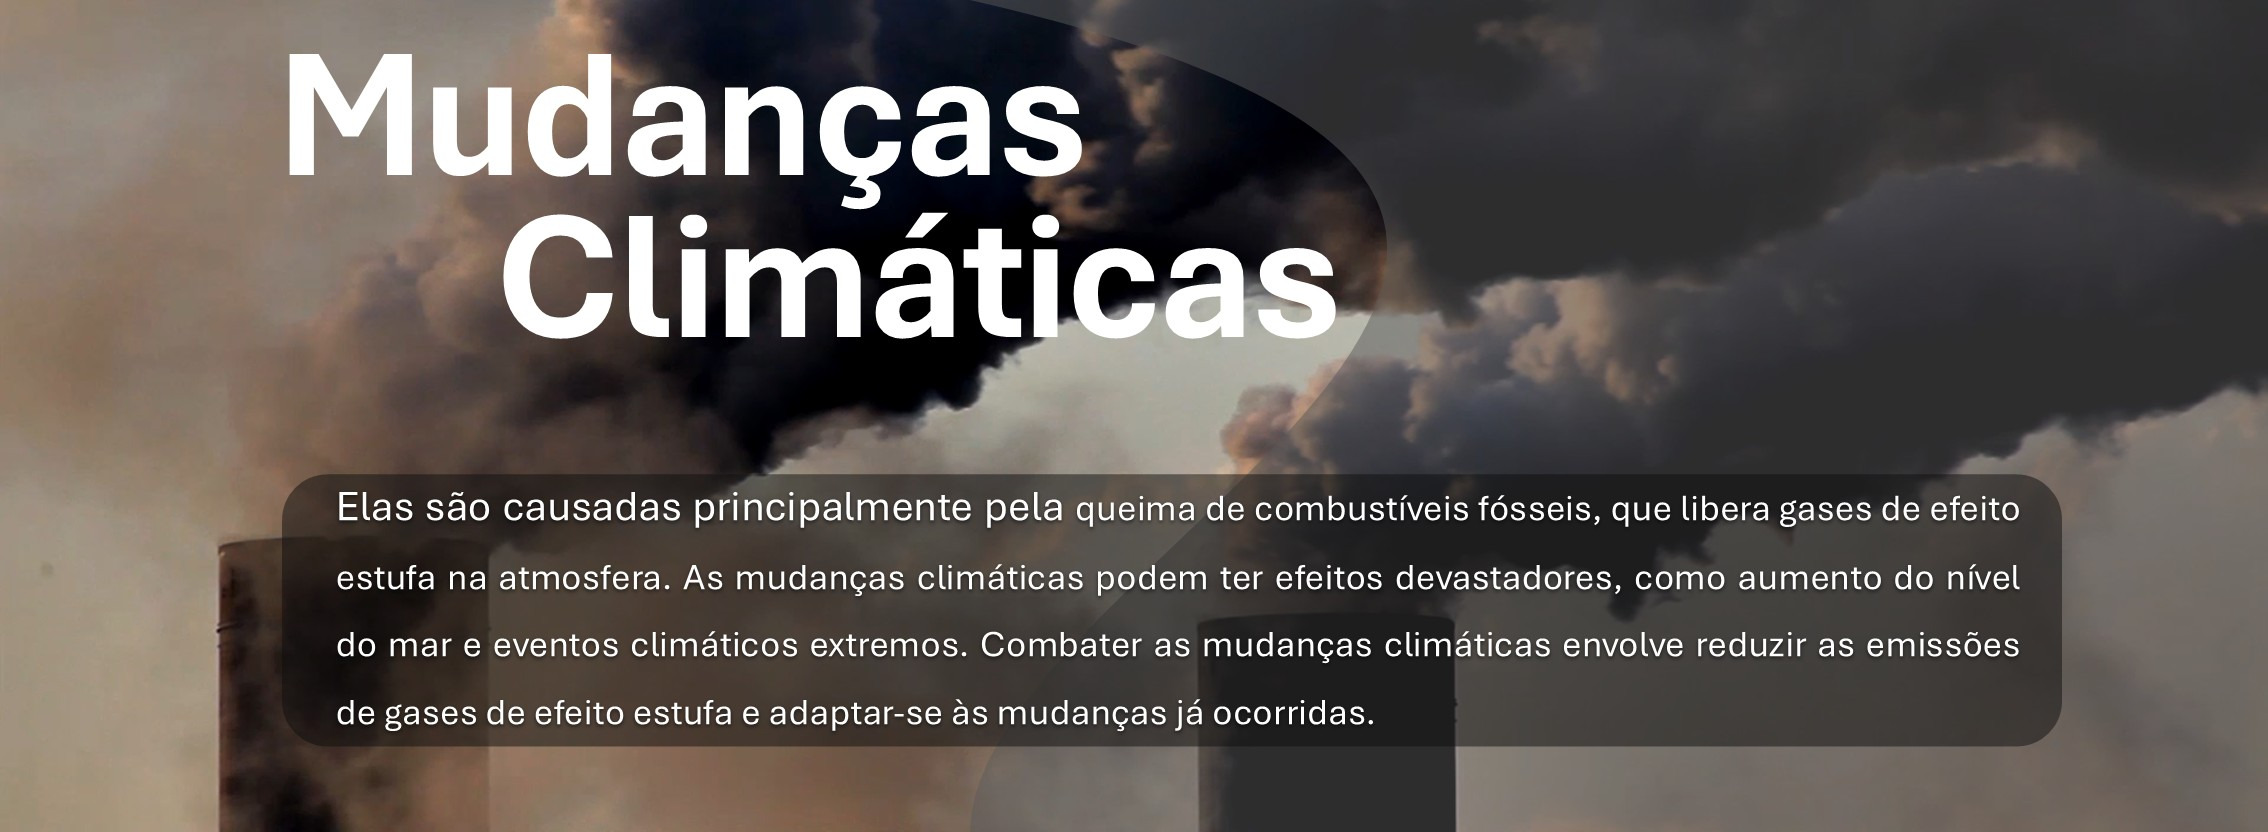 Mudanças
Climáticas
Elas são causadas principalmente pela queima de combustíveis fósseis, que libera gases de efeito
estufa na atmosfera. As mudanças climáticas podem ter efeitos devastadores, como aumento do nível
do mar e eventos climáticos extremos. Combater as mudanças climáticas envolve reduzir as emissões
de gases de efeito estufa e adaptar-se às mudanças já ocorridas.